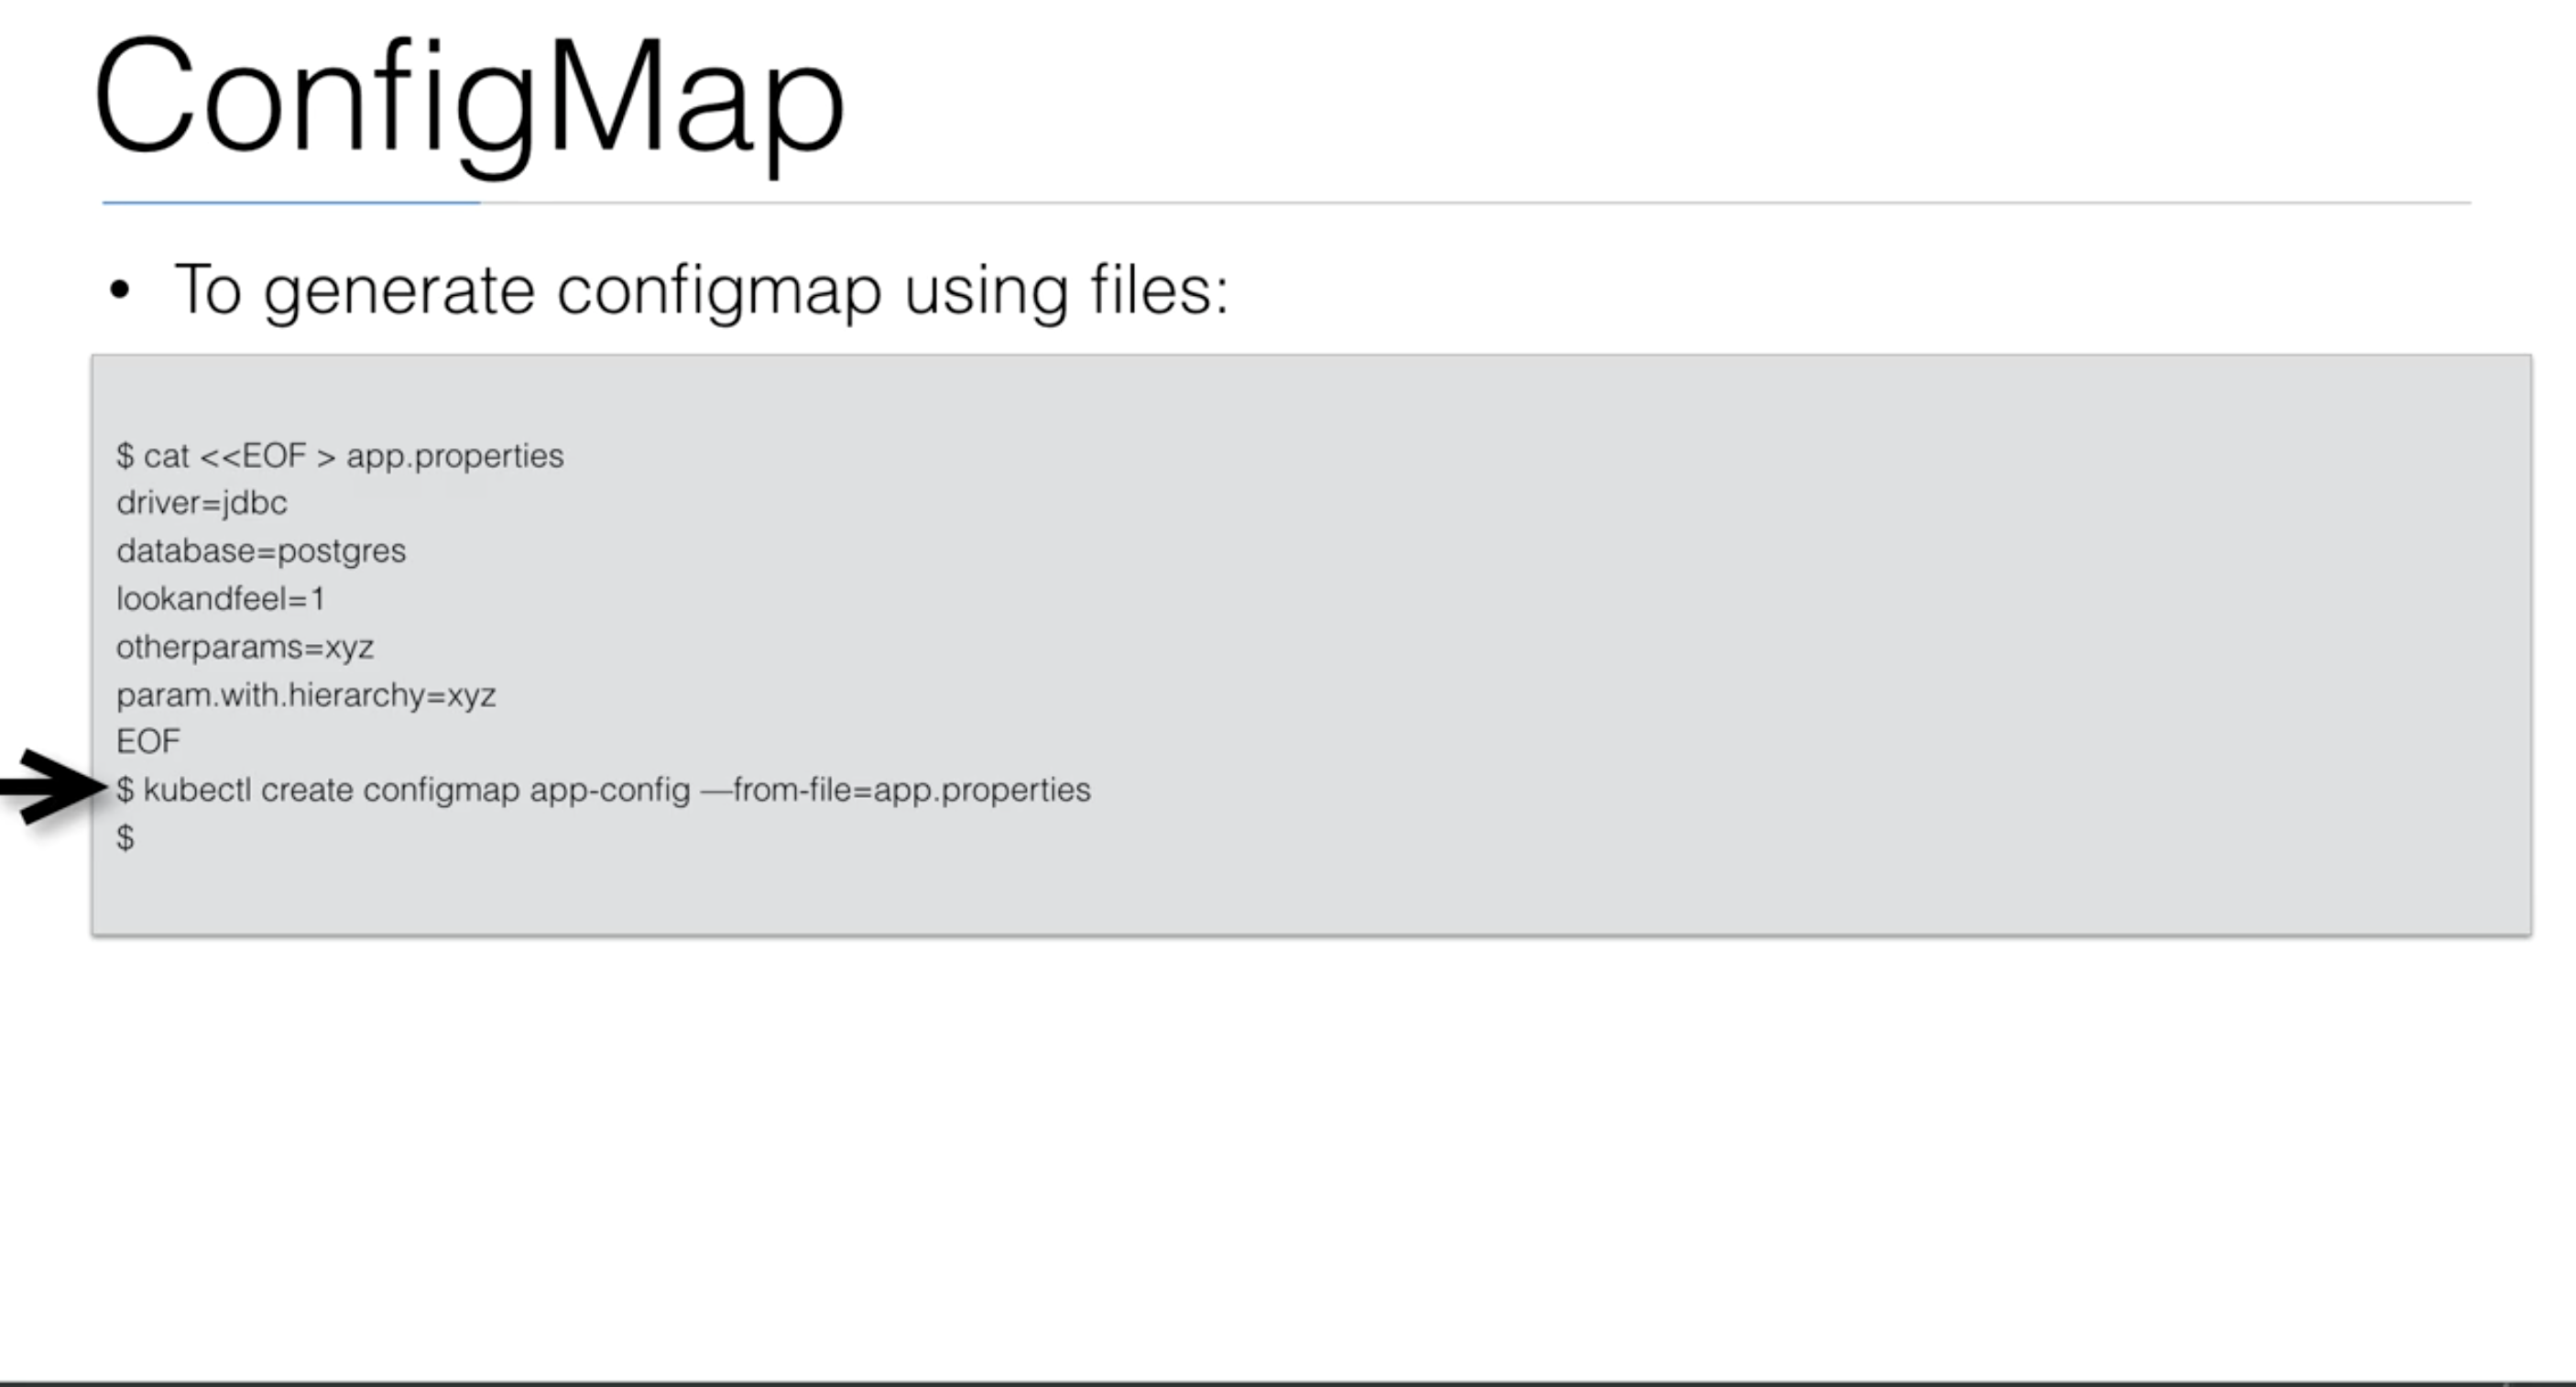 ConfigMap
• To generate configmap using files:
$ cat <<EOF > app.properties
driver=jdbc
database=postgres
lookandfeel=1
otherparams=xyz
param.with.hierarchy=xyz
EOF
$ kubectl create configmap app-config —from-file=app.properties
$